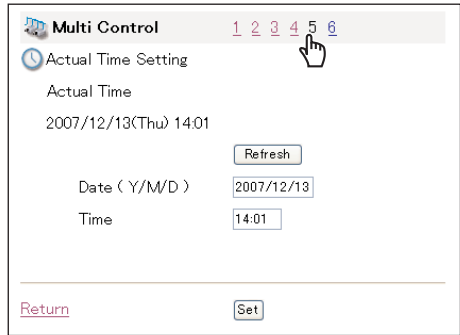 Multi Control 1 2 3 4 5 6
Actual Time Setting
Actual Time
2007/12/13(Thu) 14:01
Refresh
Date ( Y/M/D ) 2007/12/13
Time 14:01
Return Set